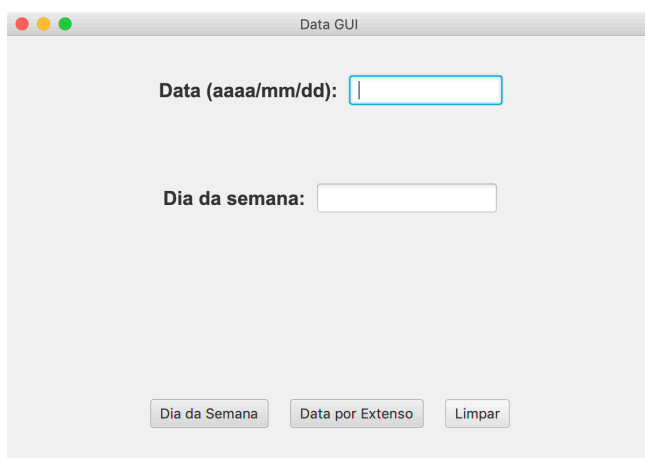 Data GUI
Data (aaaa/mm/dd):
Dia da semana:
Dia da Semana Data por Extenso Limpar